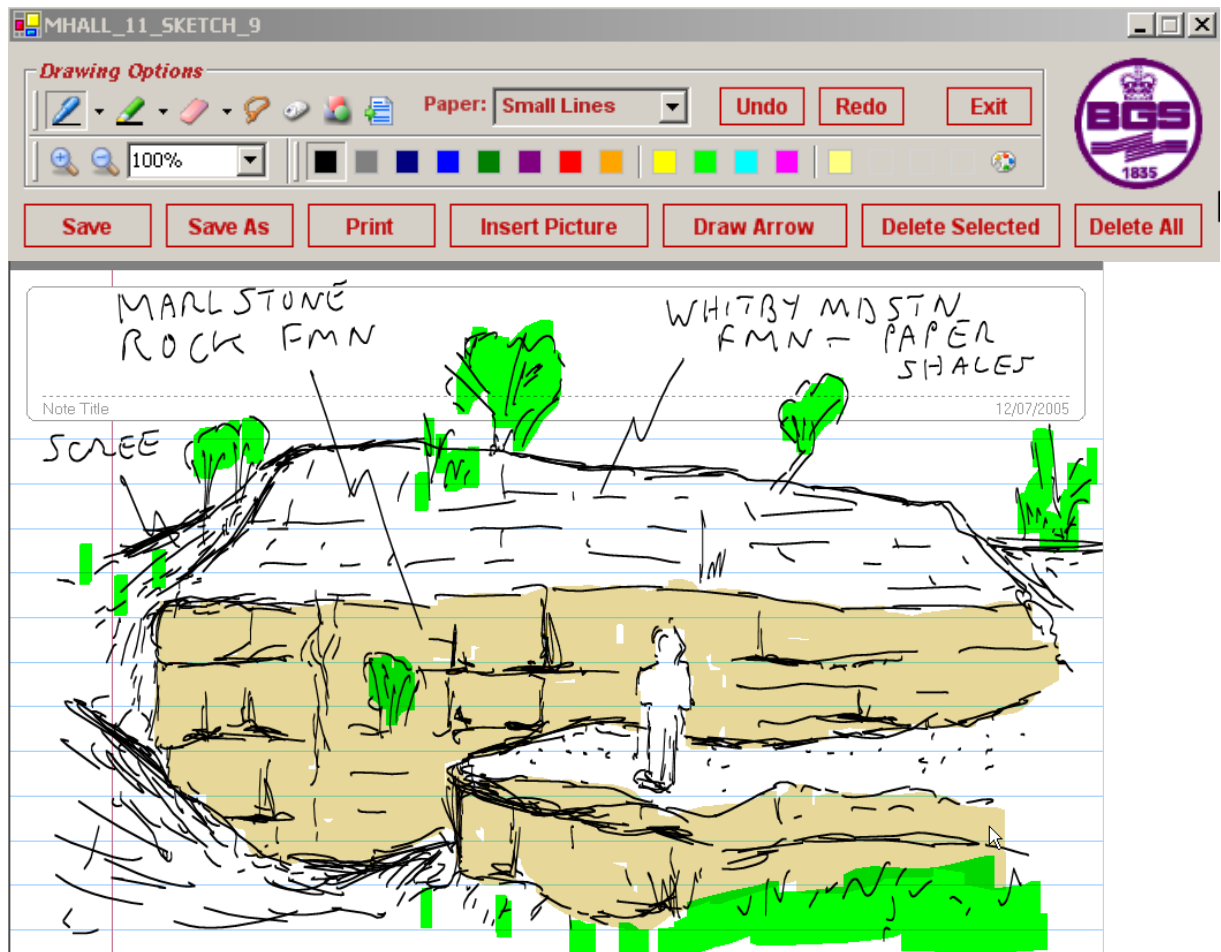 MHALL_11_SKETCH_9
Drawing Options
Paper: Small Lines Undo Redo Exit
100%
BGS
1835
Save Save As Print Insert Picture Draw Arrow Delete Selected Delete All
MARLSTONE
ROCK FMN
WHITBY MDSTN
FMN - PAPER
SHALES
Note Title 12/07/2005
SCREE